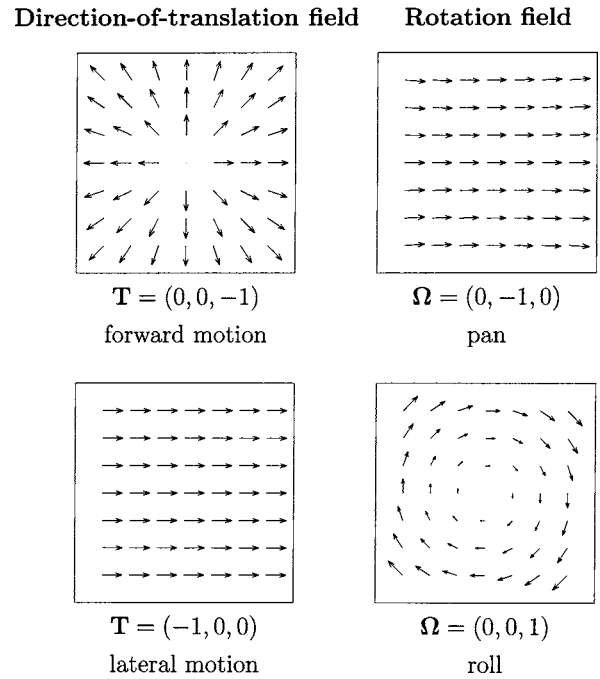 Direction-of-translation field Rotation field
T = (0, 0, −1) Ω = (0, −1, 0)
forward motion pan
T = (−1, 0, 0) Ω = (0, 0, 1)
lateral motion roll